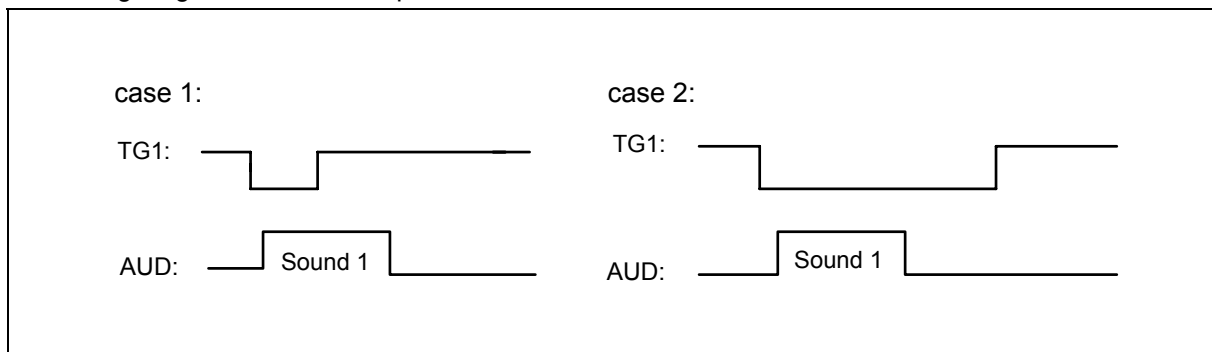 case 1:
case 2:
TG1:
TG1:
AUD:
Sound 1
AUD:
Sound 1